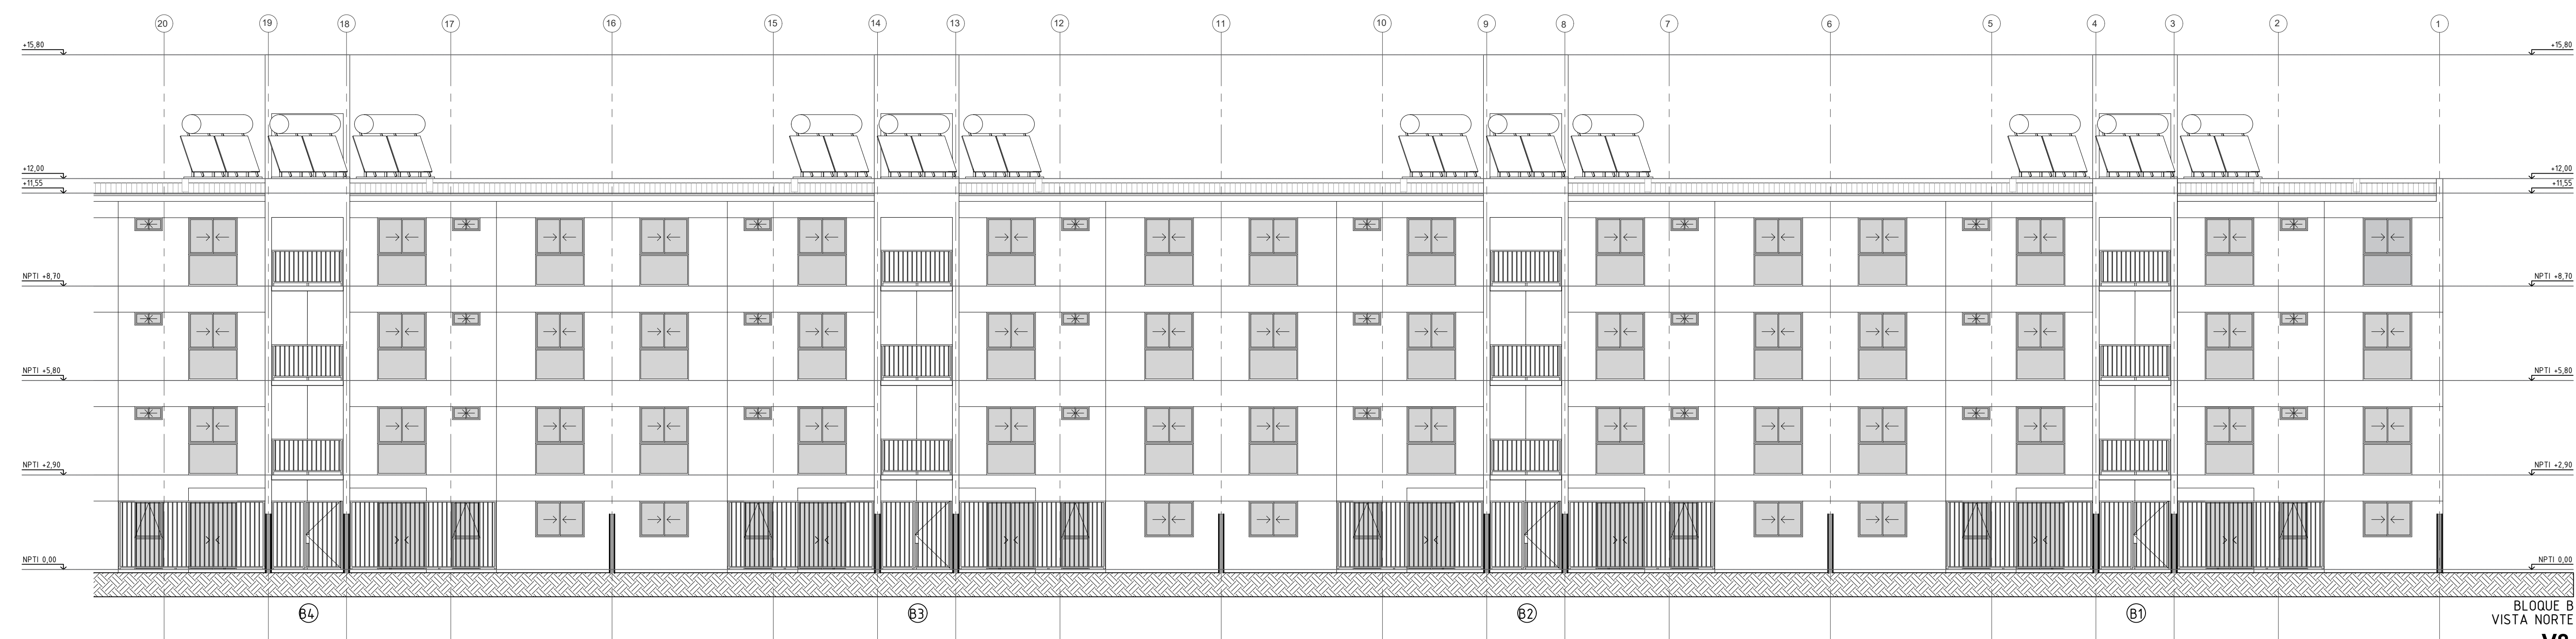 20 19 18 17 16 15 14 13 12 11 10 9 8 7 6 5 4 3 2 1
+15,80 +15,80
+12,00 +12,00
+11,55 +11,55
NPTI +8,70 NPTI +8,70
NPTI +5,80 NPTI +5,80
NPTI +2,90 NPTI +2,90
NPTI 0,00 NPTI 0,00
B4 B3 B2 B1
BLOQUE B
VISTA NORTE